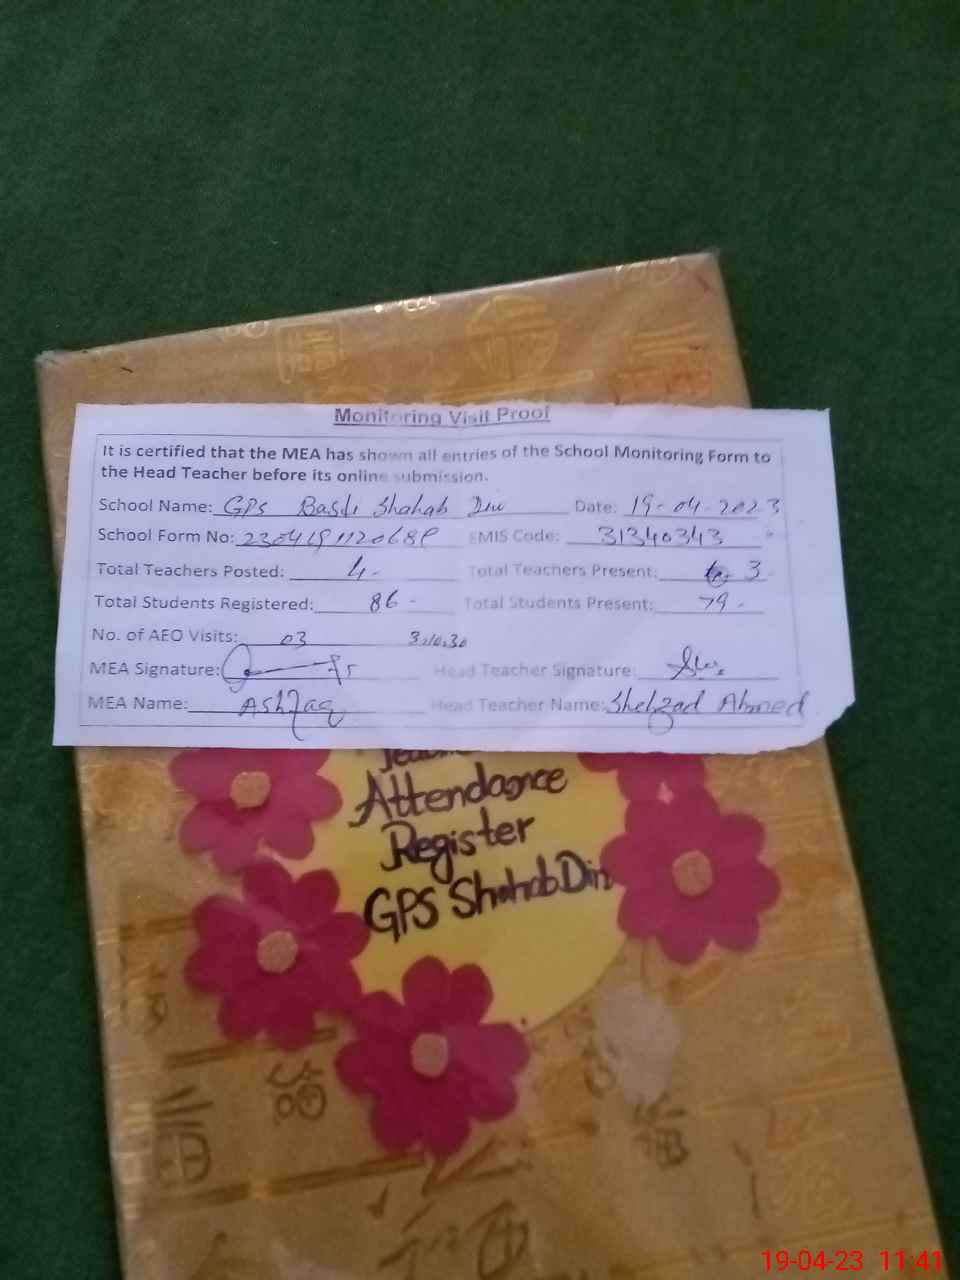 Monitoring Visit Proof
It is certified that the MEA has shown all entries of the School Monitoring Form to
the Head Teacher before its online submission.
School Name: GPS Basti Shahab Din Date: 19-04-2023
School Form No: EMIS Code: 31340343
Total Teachers Posted: 4- Total Teachers Present: 3-
Total Students Registered: 86- Total Students Present: 79-
No. of AEO Visits: 03 3,10,30
MEA Signature: Head Teacher Signature:
MEA Name: Ashfaq Head Teacher Name: Shehzad Ahmed
Attendance
Register
GPS Shahab Din
19-04-23 11:41